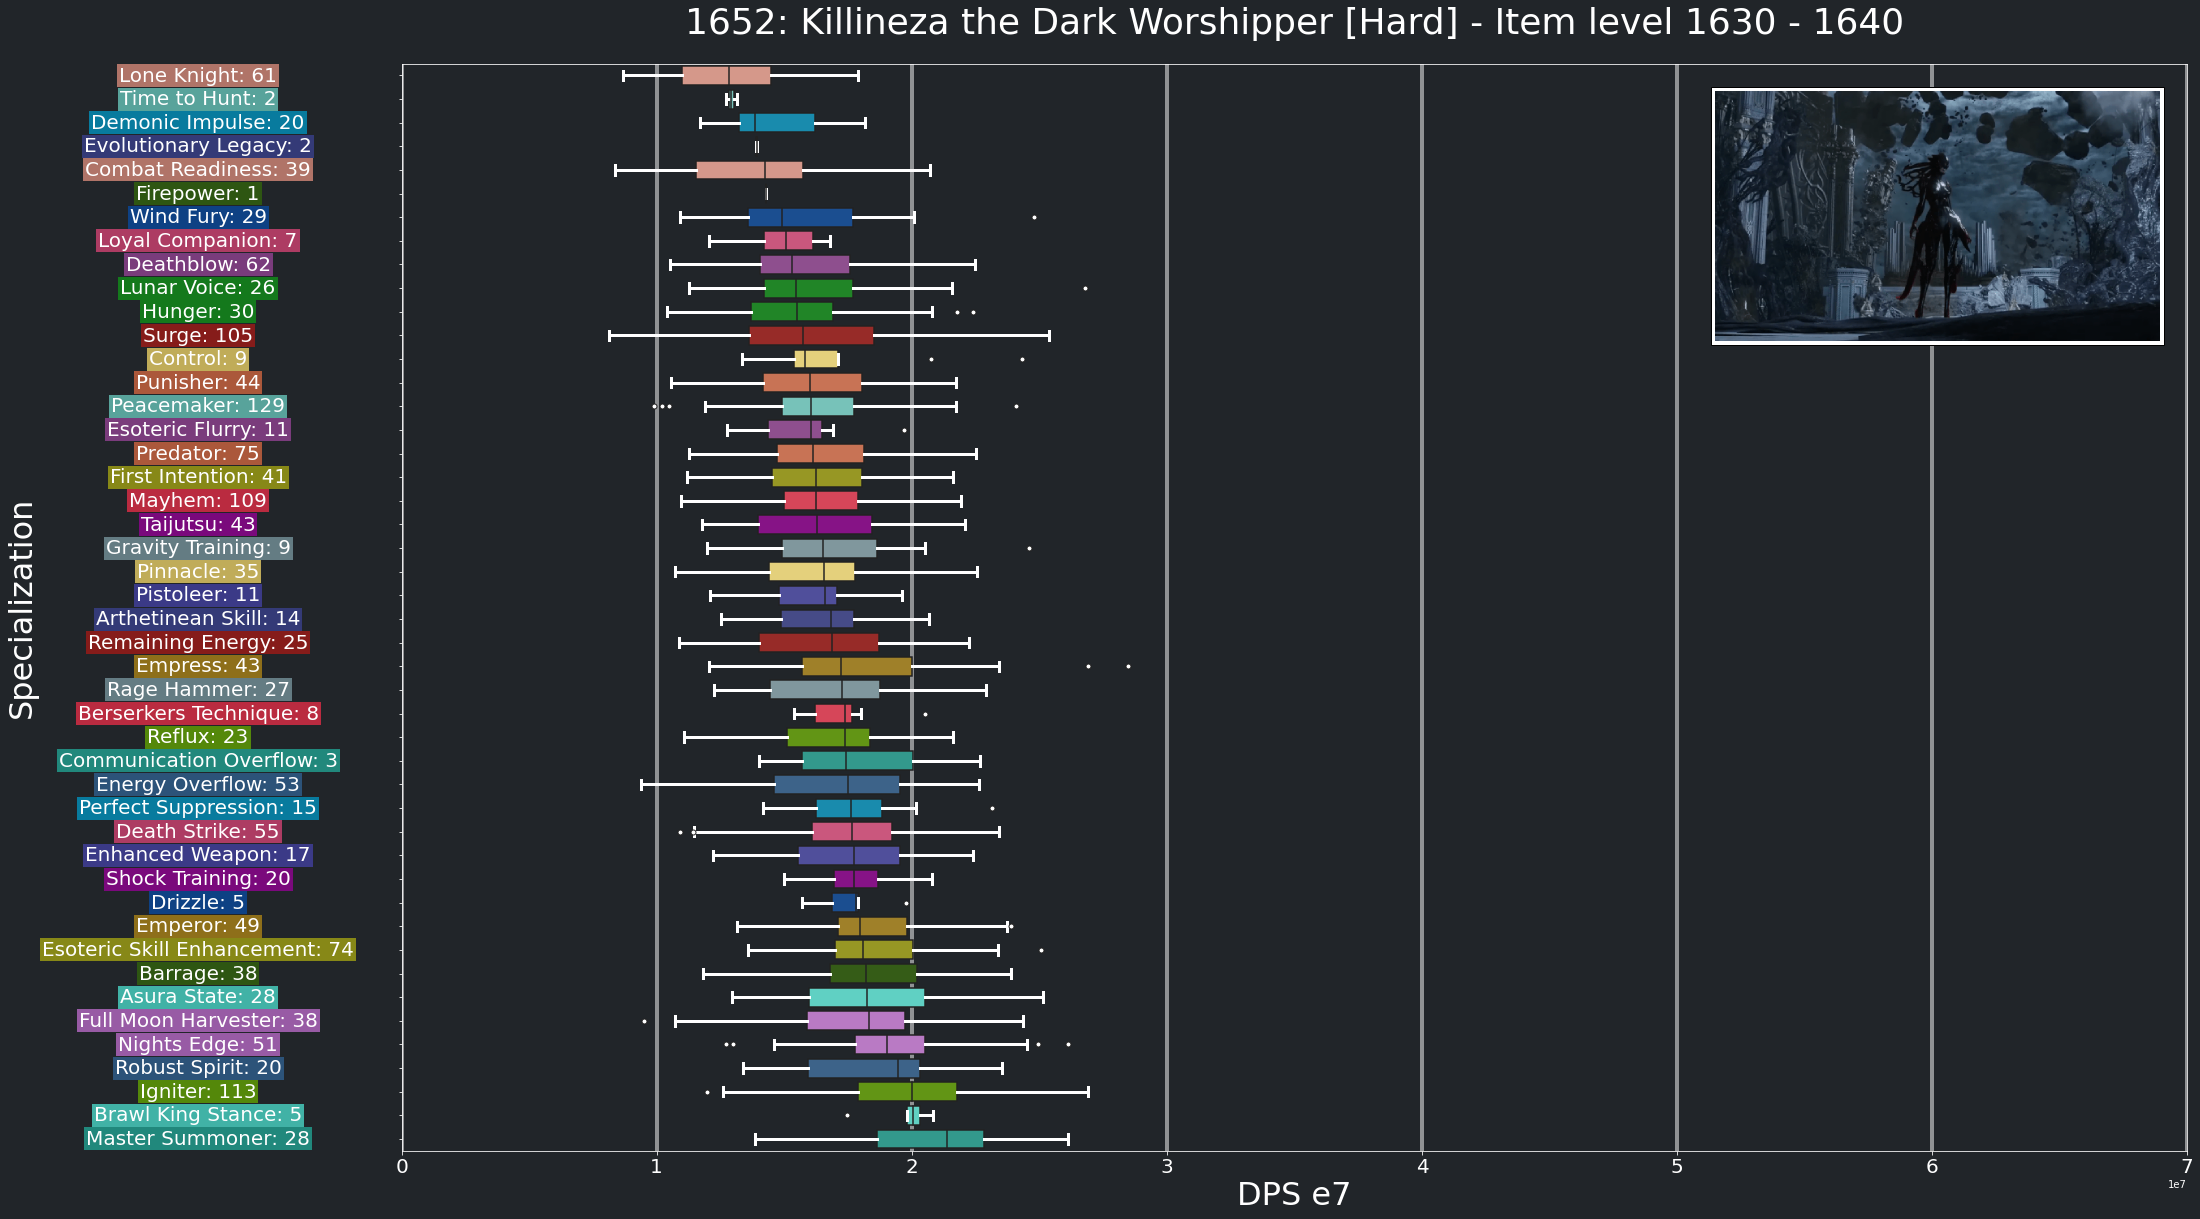 1652: Killineza the Dark Worshipper [Hard] - Item level 1630 - 1640
Specialization
Lone Knight: 61
Time to Hunt: 2
Demonic Impulse: 20
Evolutionary Legacy: 2
Combat Readiness: 39
Firepower: 1
Wind Fury: 29
Loyal Companion: 7
Deathblow: 62
Lunar Voice: 26
Hunger: 30
Surge: 105
Control: 9
Punisher: 44
Peacemaker: 129
Esoteric Flurry: 11
Predator: 75
First Intention: 41
Mayhem: 109
Taijutsu: 43
Gravity Training: 9
Pinnacle: 35
Pistoleer: 11
Arthetinean Skill: 14
Remaining Energy: 25
Empress: 43
Rage Hammer: 27
Berserkers Technique: 8
Reflux: 23
Communication Overflow: 3
Energy Overflow: 53
Perfect Suppression: 15
Death Strike: 55
Enhanced Weapon: 17
Shock Training: 20
Drizzle: 5
Emperor: 49
Esoteric Skill Enhancement: 74
Barrage: 38
Asura State: 28
Full Moon Harvester: 38
Nights Edge: 51
Robust Spirit: 20
Igniter: 113
Brawl King Stance: 5
Master Summoner: 28
0 1 2 3 4 5 6 7
1e7
DPS e7